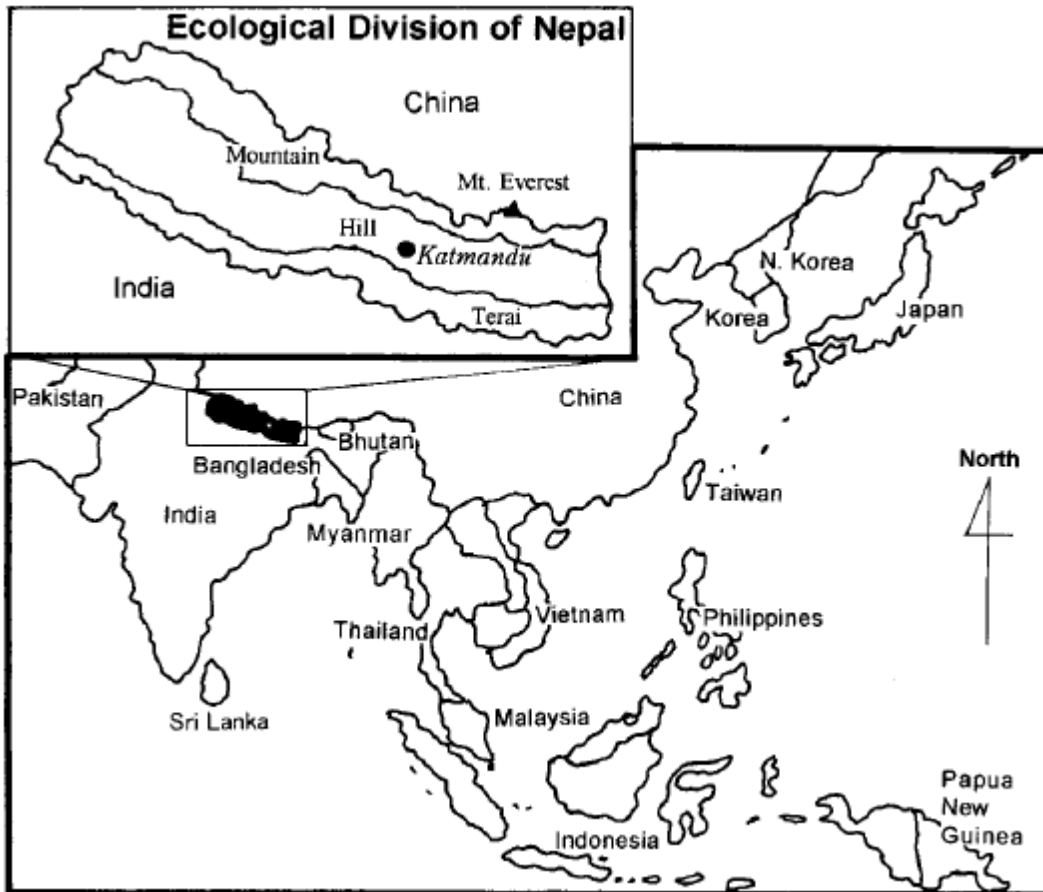 Ecological Division of Nepal
China
Mountain
Mt. Everest
Hill
Katmandu
India
Terai
N. Korea
Korea
Japan
Pakistan
China
Bhutan
Bangladesh
North
India
Taiwan
Myanmar
Thailand
Vietnam
Philippines
Sri Lanka
Malaysia
Papua
New
Guinea
Indonesia